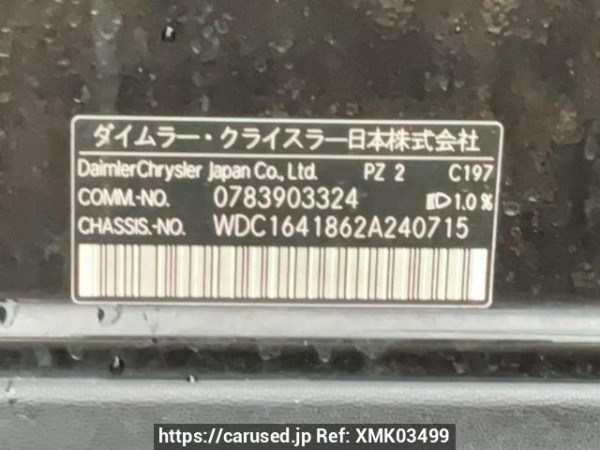 ダイムラー・クライスラー日本株式会社
DaimlerChrysler Japan Co., Ltd. PZ 2 C197
COMM.-NO. 0783903324 1.0 %
CHASSIS.-NO. WDC1641862A240715
https://carused.jp Ref: XMK03499